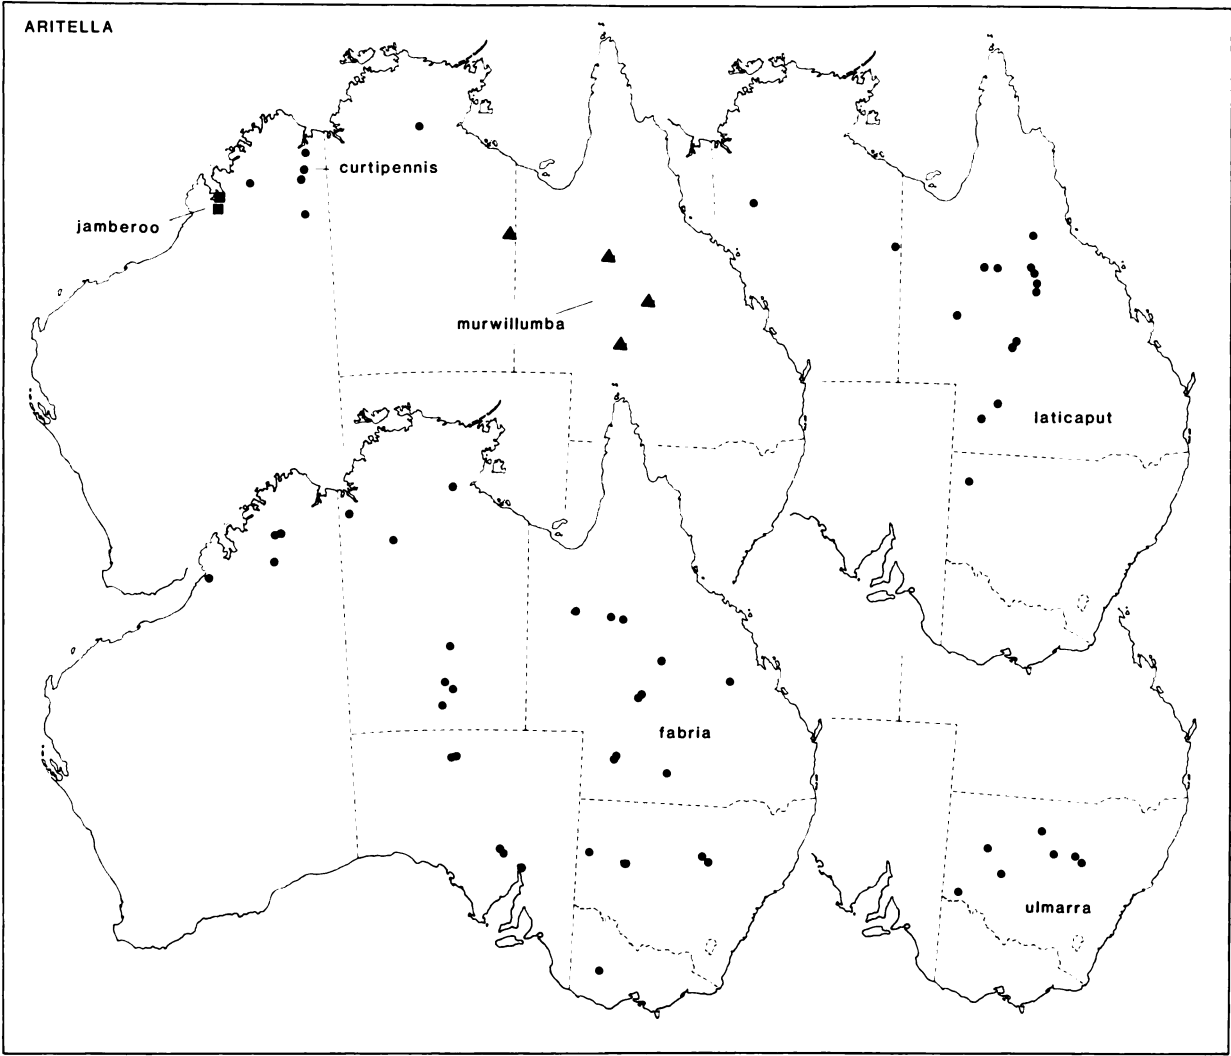 ARITELLA
curtipennis
jamberoo
murwillumba
laticaput
fabria
ulmarra